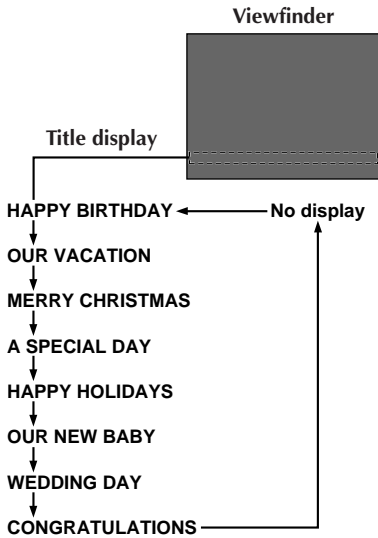 Viewfinder
Title display
HAPPY BIRTHDAY No display
OUR VACATION
MERRY CHRISTMAS
A SPECIAL DAY
HAPPY HOLIDAYS
OUR NEW BABY
WEDDING DAY
CONGRATULATIONS